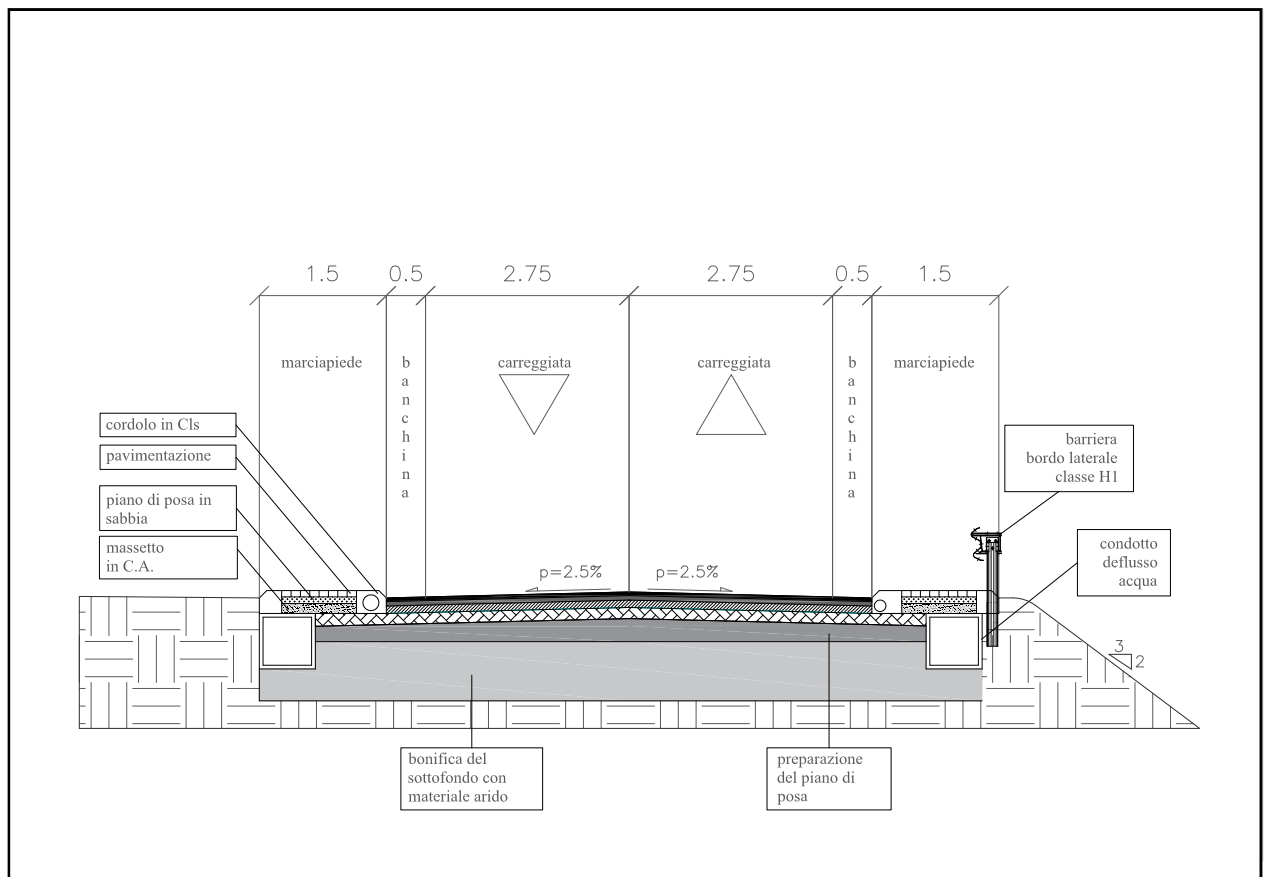 1.5 0.5 2.75 2.75 0.5 1.5
marciapiede
banchina
carreggiata
carreggiata
banchina
marciapiede
cordolo in Cls
pavimentazione
piano di posa in
sabbia
massetto
in C.A.
barriera
bordo laterale
classe H1
condotto
deflusso
acqua
p=2.5% p=2.5%
3
2
bonifica del
sottofondo con
materiale arido
preparazione
del piano di
posa